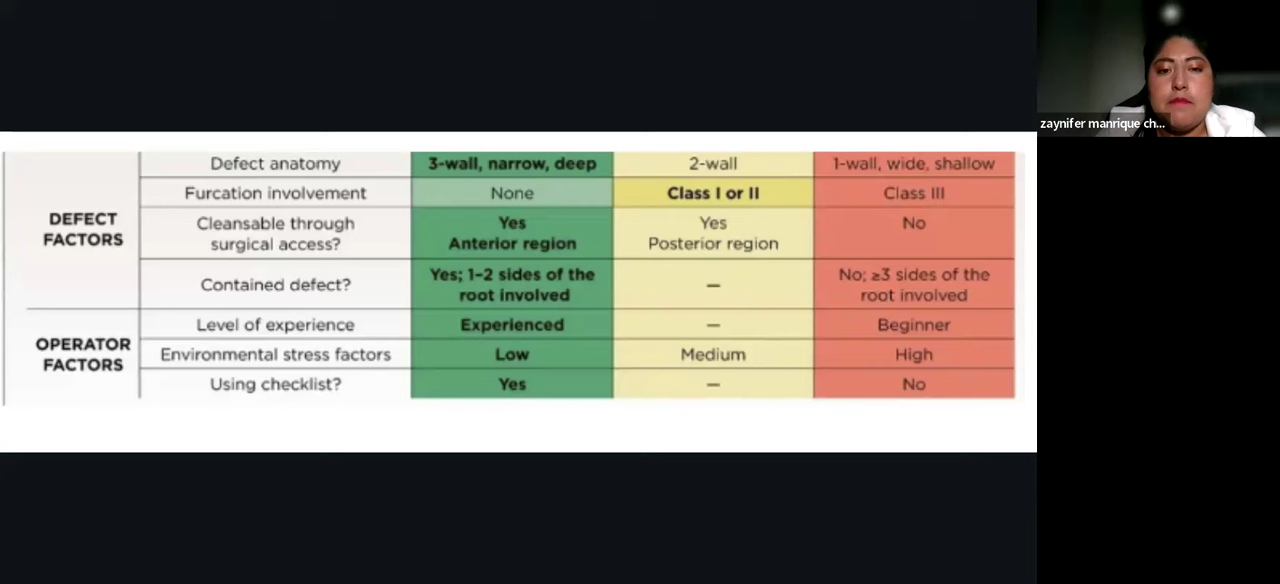 zaynifer manrique ch...
Defect anatomy 3-wall, narrow, deep 2-wall 1-wall, wide, shallow
Furcation involvement None Class I or II Class III
DEFECT FACTORS
Cleansable through surgical access? Yes Anterior region Yes Posterior region No
Contained defect? Yes; 1–2 sides of the root involved — No; ≥3 sides of the root involved
OPERATOR FACTORS
Level of experience Experienced — Beginner
Environmental stress factors Low Medium High
Using checklist? Yes — No